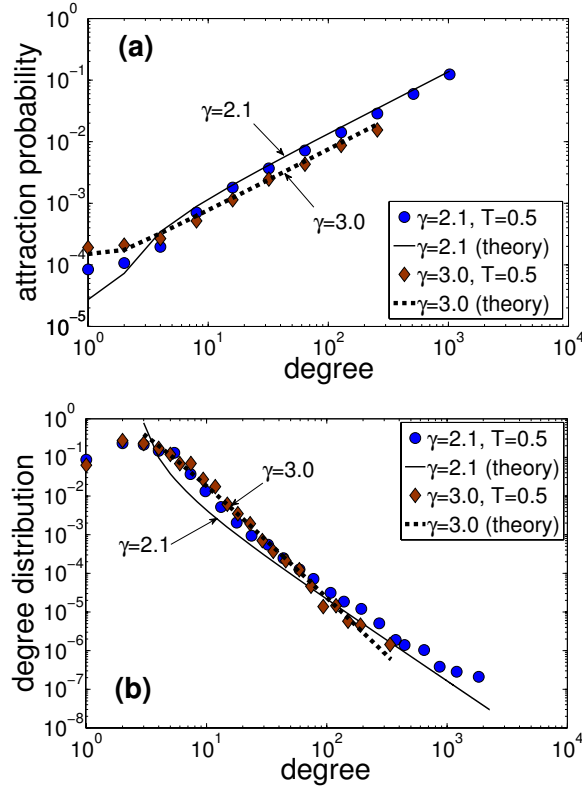 (a)
attraction probability
10^-1
10^-2
10^-3
10^-4
10^-5
10^0
10^1
10^2
10^3
10^4
degree
γ=2.1
γ=3.0
γ=2.1, T=0.5
γ=2.1 (theory)
γ=3.0, T=0.5
γ=3.0 (theory)
(b)
degree distribution
10^0
10^-1
10^-2
10^-3
10^-4
10^-5
10^-6
10^-7
10^-8
10^0
10^1
10^2
10^3
10^4
degree
γ=3.0
γ=2.1
γ=2.1, T=0.5
γ=2.1 (theory)
γ=3.0, T=0.5
γ=3.0 (theory)